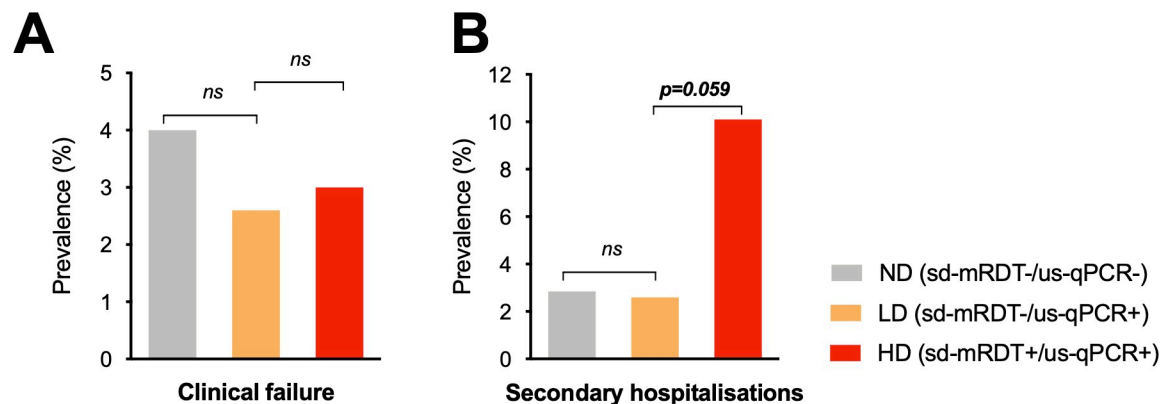 A
5
4
3
2
1
0
Prevalence (%)
ns
ns
Clinical failure
B
12
10
8
6
4
2
0
Prevalence (%)
ns
p=0.059
Secondary hospitalisations
ND (sd-mRDT-/us-qPCR-)
LD (sd-mRDT-/us-qPCR+)
HD (sd-mRDT+/us-qPCR+)